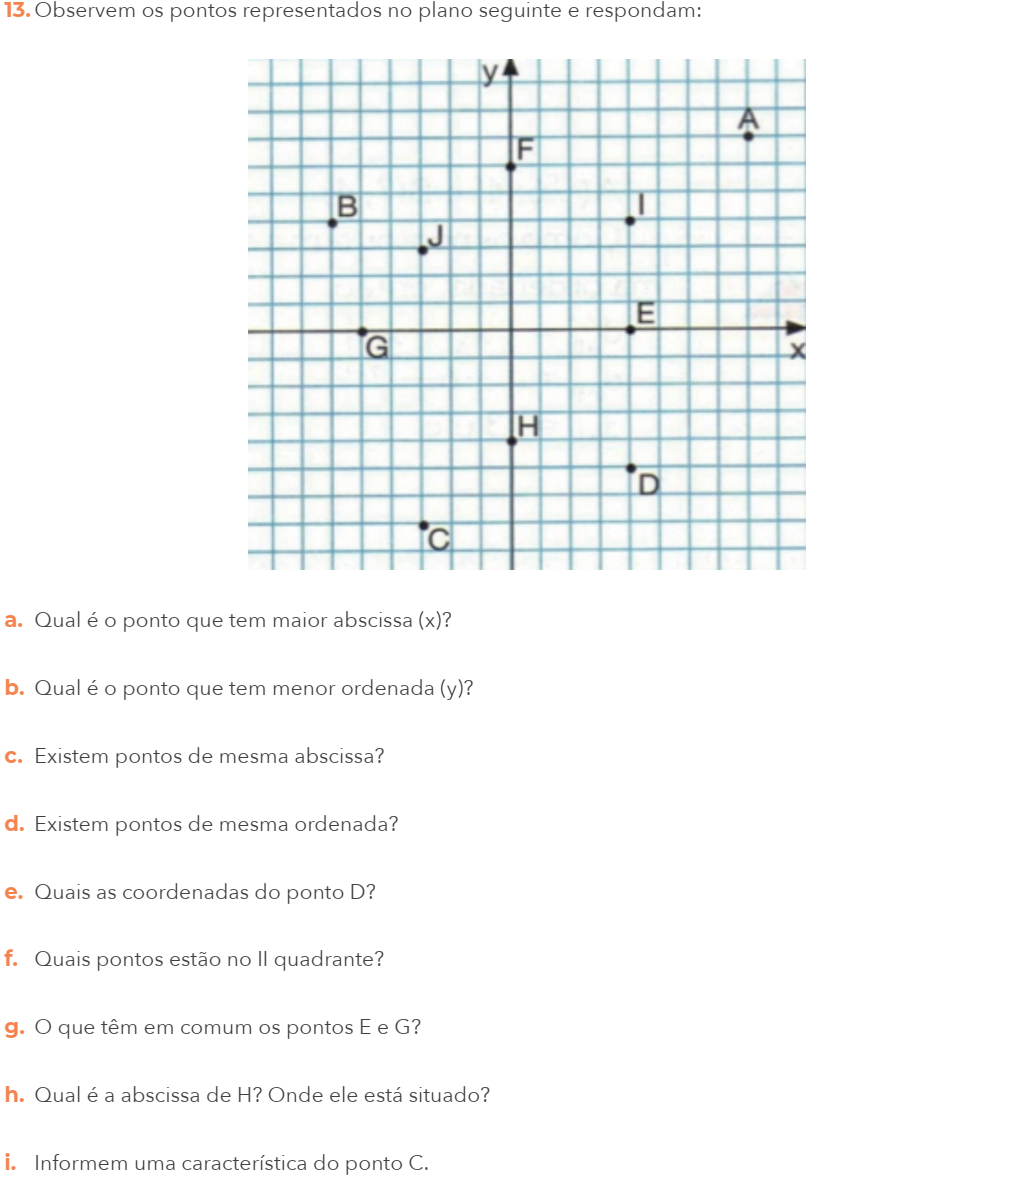 13. Observem os pontos representados no plano seguinte e respondam:
y
A
F
B
I
J
E
G
x
H
D
C
a. Qual é o ponto que tem maior abscissa (x)?
b. Qual é o ponto que tem menor ordenada (y)?
c. Existem pontos de mesma abscissa?
d. Existem pontos de mesma ordenada?
e. Quais as coordenadas do ponto D?
f. Quais pontos estão no II quadrante?
g. O que têm em comum os pontos E e G?
h. Qual é a abscissa de H? Onde ele está situado?
i. Informem uma característica do ponto C.